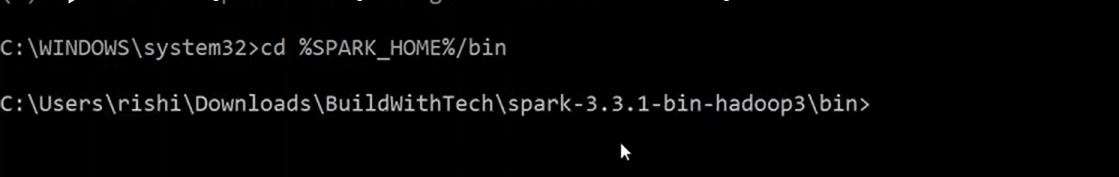 C:\WINDOWS\system32>cd %SPARK_HOME%/bin
C:\Users\rishi\Downloads\BuildWithTech\spark-3.3.1-bin-hadoop3\bin>